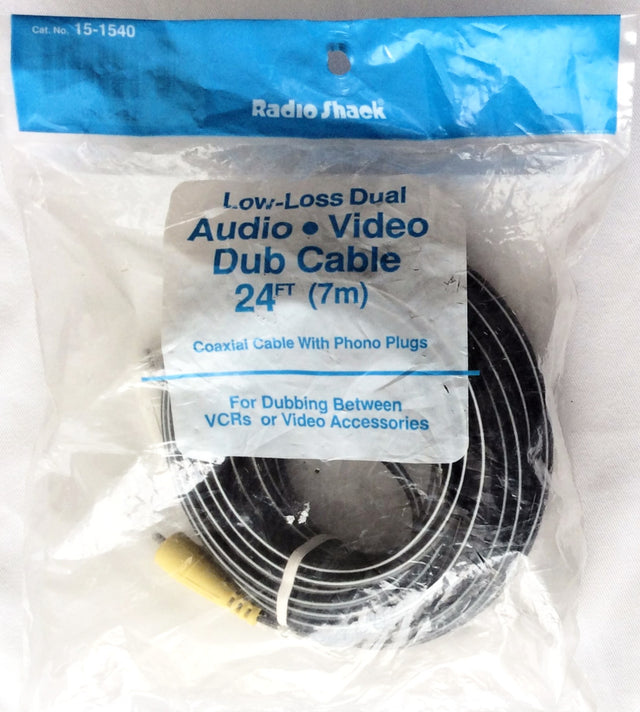 Cat. No. 15-1540
Radio Shack
Low-Loss Dual
Audio • Video
Dub Cable
24FT (7m)
Coaxial Cable With Phono Plugs
For Dubbing Between
VCRs or Video Accessories